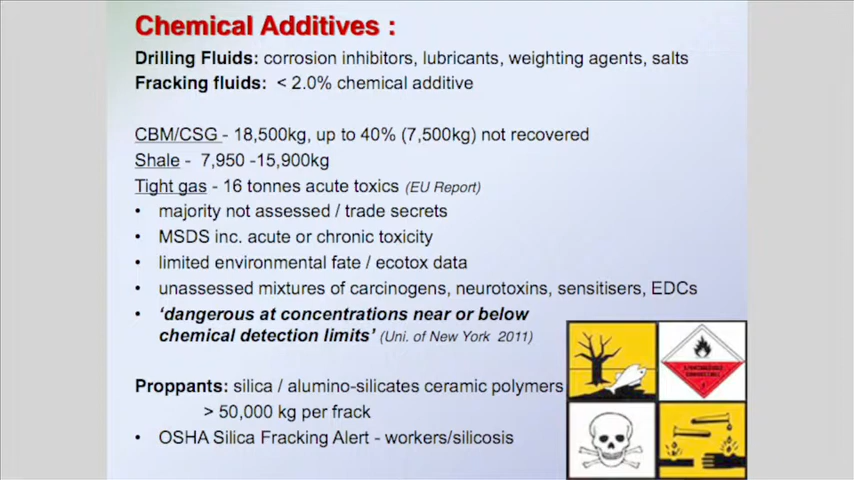 Chemical Additives :
Drilling Fluids: corrosion inhibitors, lubricants, weighting agents, salts
Fracking fluids: < 2.0% chemical additive
CBM/CSG - 18,500kg, up to 40% (7,500kg) not recovered
Shale - 7,950 -15,900kg
Tight gas - 16 tonnes acute toxics (EU Report)
• majority not assessed / trade secrets
• MSDS inc. acute or chronic toxicity
• limited environmental fate / ecotox data
• unassessed mixtures of carcinogens, neurotoxins, sensitisers, EDCs
• ‘dangerous at concentrations near or below
chemical detection limits’ (Uni. of New York 2011)
Proppants: silica / alumino-silicates ceramic polymers
> 50,000 kg per frack
• OSHA Silica Fracking Alert - workers/silicosis